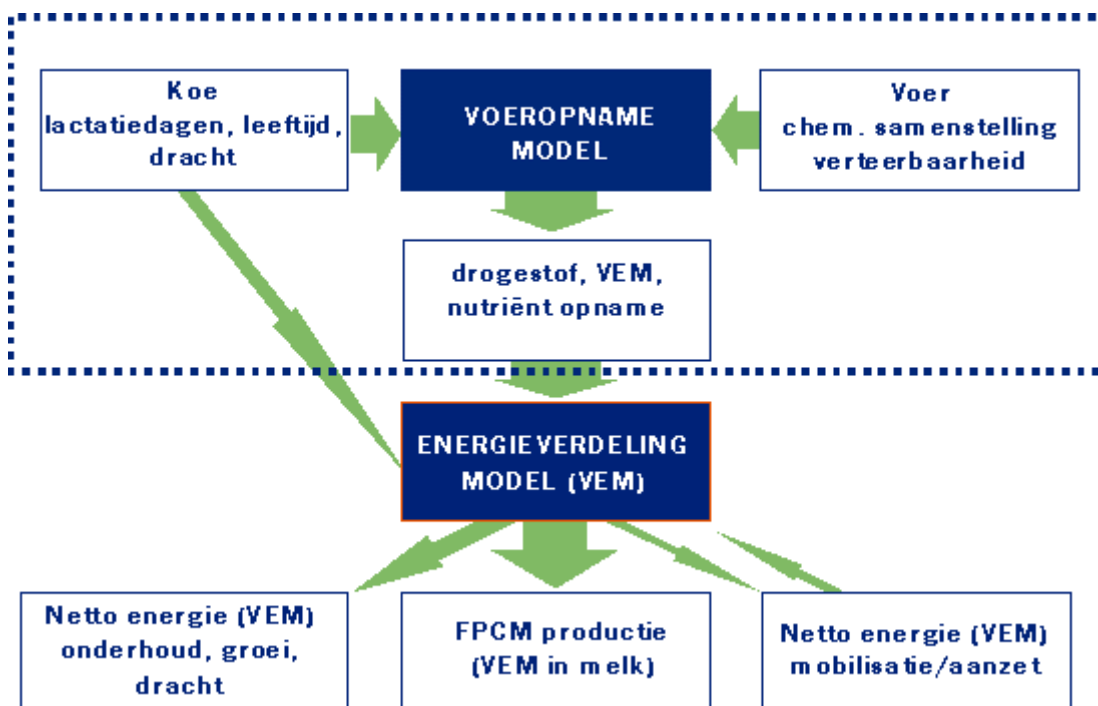 Koe
lactatiedagen, leeftijd,
dracht
VOEROPNAME
MODEL
Voer
chem. samenstelling
verteerbaarheid
drogestof, VEM,
nutriënt opname
ENERGIEVERDELING
MODEL (VEM)
Netto energie (VEM)
onderhoud, groei,
dracht
FPCM productie
(VEM in melk)
Netto energie (VEM)
mobilisatie/aanzet